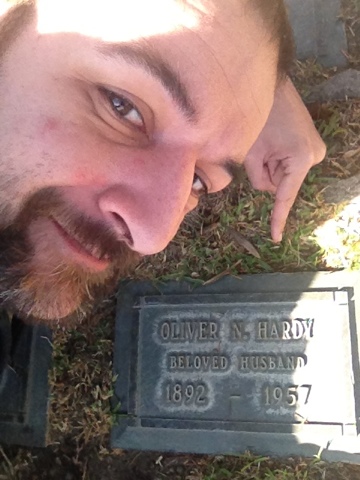 OLIVER N. HARDY
BELOVED HUSBAND
1892 – 1957